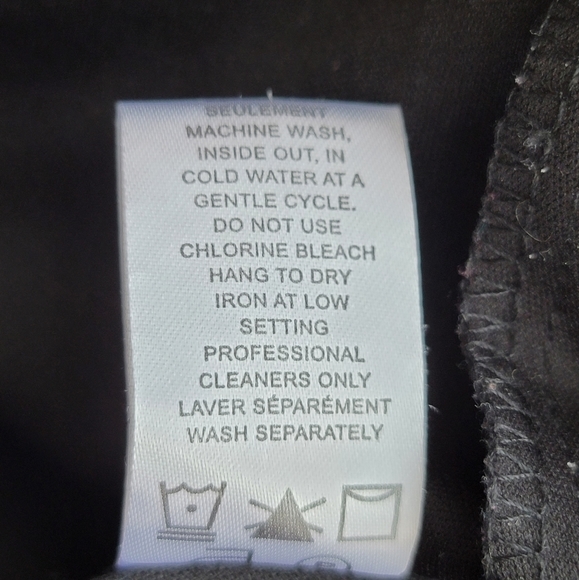 SEULEMENT
MACHINE WASH,
INSIDE OUT, IN
COLD WATER AT A
GENTLE CYCLE.
DO NOT USE
CHLORINE BLEACH
HANG TO DRY
IRON AT LOW
SETTING
PROFESSIONAL
CLEANERS ONLY
LAVER SÉPARÉMENT
WASH SEPARATELY